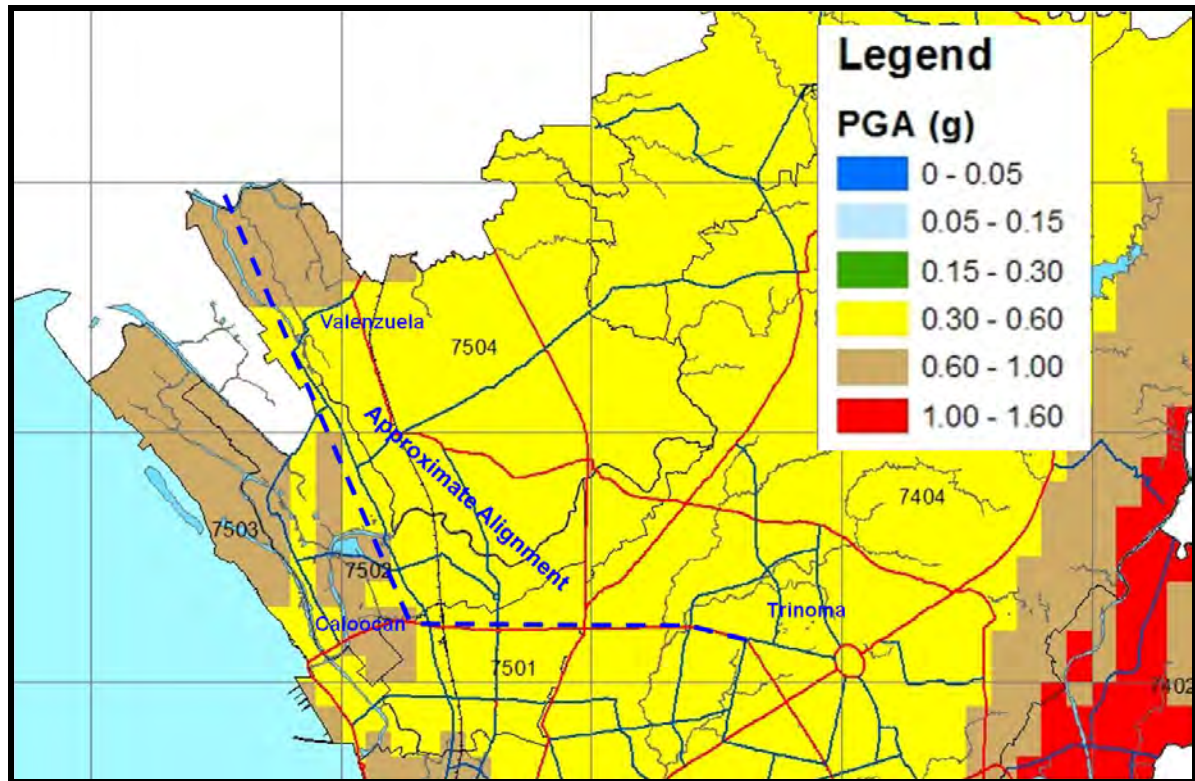 Legend
PGA (g)
0 - 0.05
0.05 - 0.15
0.15 - 0.30
0.30 - 0.60
0.60 - 1.00
1.00 - 1.60
Valenzuela
7504
Approximate Alignment
7404
7503
7502
Trinoma
Caloocan
7501
7402